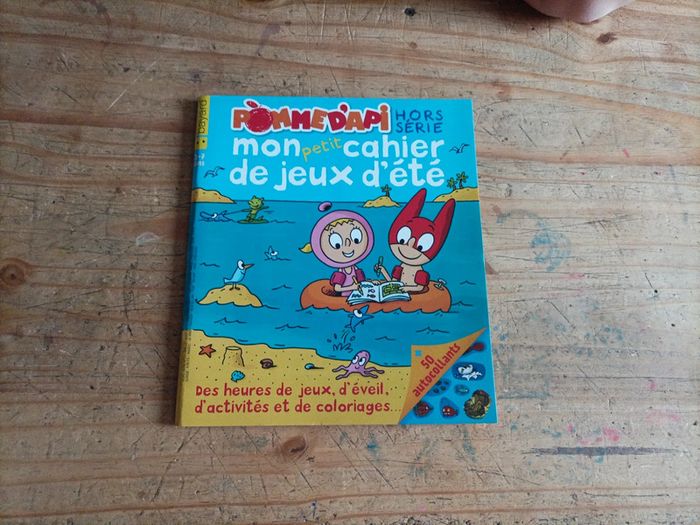 bayard
POMME D'API
HORS
SÉRIE
mon petit cahier
de jeux d'été
50
autocollants
Des heures de jeux, d'éveil,
d'activités et de coloriages...